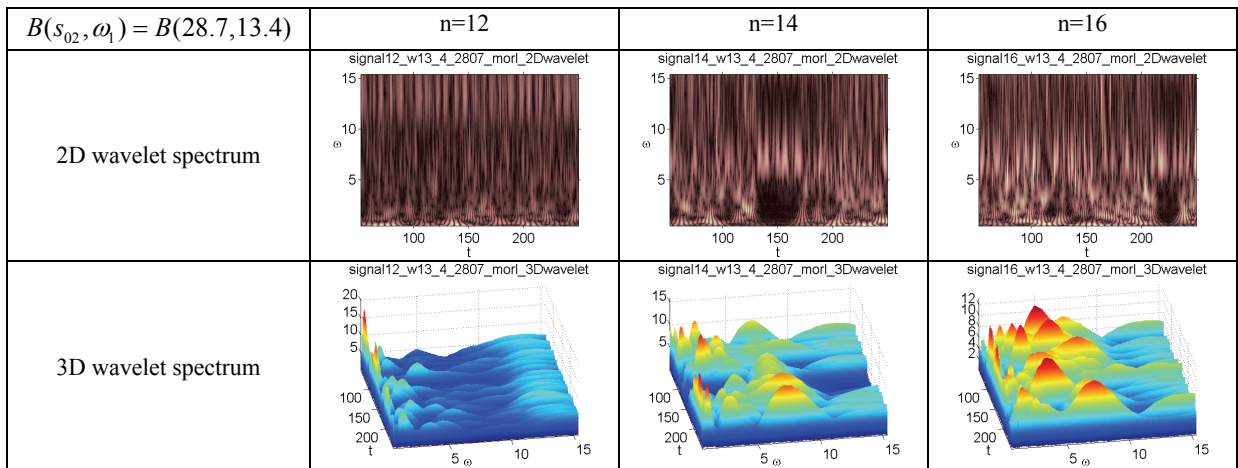 B(s₀₂, ω₁) = B(28.7,13.4) n=12 n=14 n=16
2D wavelet spectrum
signal12_w13_4_2807_morl_2Dwavelet
15
10
ω
5
100 150 200
t
signal14_w13_4_2807_morl_2Dwavelet
15
10
ω
5
100 150 200
t
signal16_w13_4_2807_morl_2Dwavelet
15
10
ω
5
100 150 200
t
3D wavelet spectrum
signal12_w13_4_2807_morl_3Dwavelet
20
15
10
5
100
150
200
t
5 ω 10 15
signal14_w13_4_2807_morl_3Dwavelet
15
10
5
100
150
200
t
5 ω 10 15
signal16_w13_4_2807_morl_3Dwavelet
12
10
8
6
4
2
100
150
200
t
5 ω 10 15